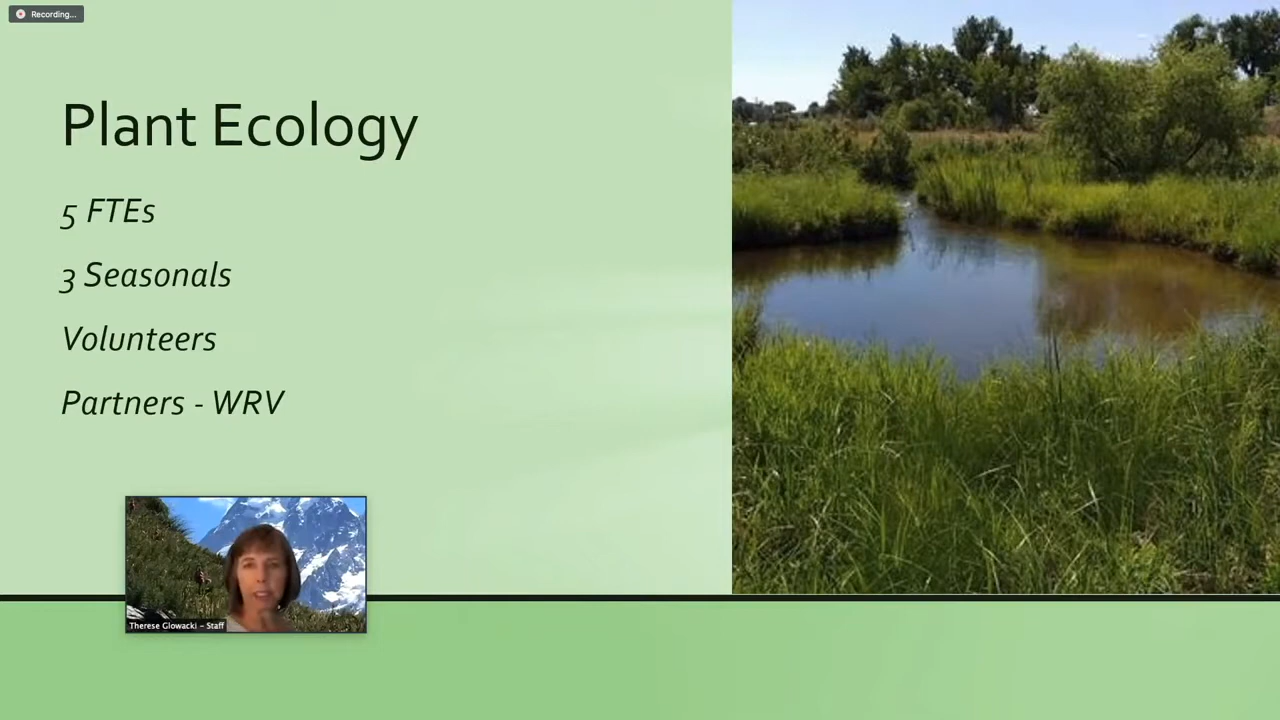 Recording...
Plant Ecology
5 FTEs
3 Seasonals
Volunteers
Partners - WRV
Therese Glowacki – Staff